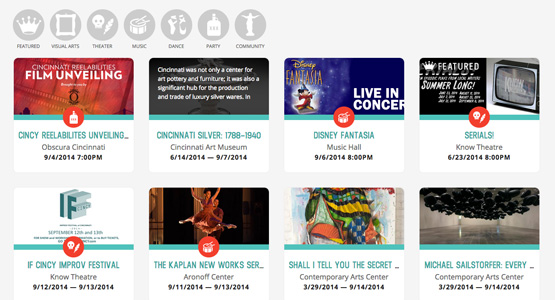 FEATURED
VISUAL ARTS
THEATER
MUSIC
DANCE
PARTY
COMMUNITY
CINCINNATI REELABILITIES
FILM UNVEILING
CINCY REELABILITES UNVEILING...
Obscura Cincinnati
9/4/2014 7:00PM
Cincinnati was not only a center for
art pottery and furniture; it was also a
significant hub for the production
and trade of luxury silver wares. In
CINCINNATI SILVER: 1788-1940
Cincinnati Art Museum
6/14/2014 — 9/7/2014
Disney
FANTASIA
LIVE IN
CONCER
DISNEY FANTASIA
Music Hall
9/6/2014 8:00PM
FEATURED
SUMMER LONG!
SERIALS!
Know Theatre
6/23/2014 8:00PM
IF
SEPTEMBER 12TH and 13TH
IF CINCY IMPROV FESTIVAL
Know Theatre
9/12/2014 — 9/13/2014
THE KAPLAN NEW WORKS SER...
Aronoff Center
9/11/2014 — 9/13/2014
SHALL I TELL YOU THE SECRET ...
Contemporary Arts Center
3/29/2014 — 9/14/2014
MICHAEL SAILSTORFER: EVERY ...
Contemporary Arts Center
3/29/2014 — 9/14/2014